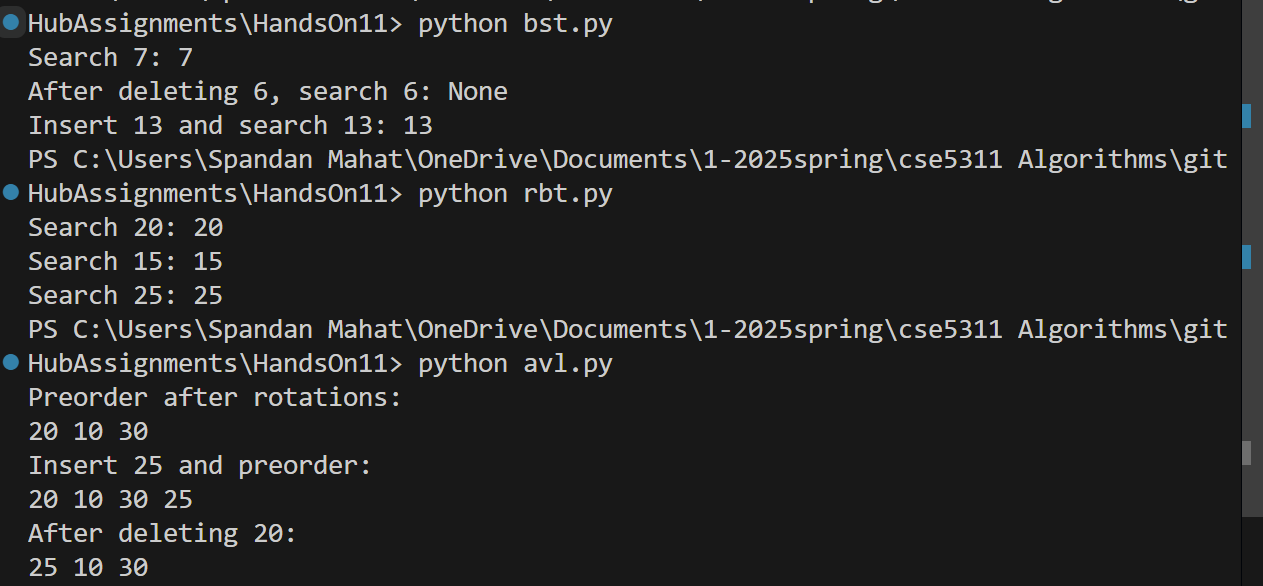 HubAssignments\HandsOn11> python bst.py
Search 7: 7
After deleting 6, search 6: None
Insert 13 and search 13: 13
PS C:\Users\Spandan Mahat\OneDrive\Documents\1-2025spring\cse5311 Algorithms\git
HubAssignments\HandsOn11> python rbt.py
Search 20: 20
Search 15: 15
Search 25: 25
PS C:\Users\Spandan Mahat\OneDrive\Documents\1-2025spring\cse5311 Algorithms\git
HubAssignments\HandsOn11> python avl.py
Preorder after rotations:
20 10 30
Insert 25 and preorder:
20 10 30 25
After deleting 20:
25 10 30